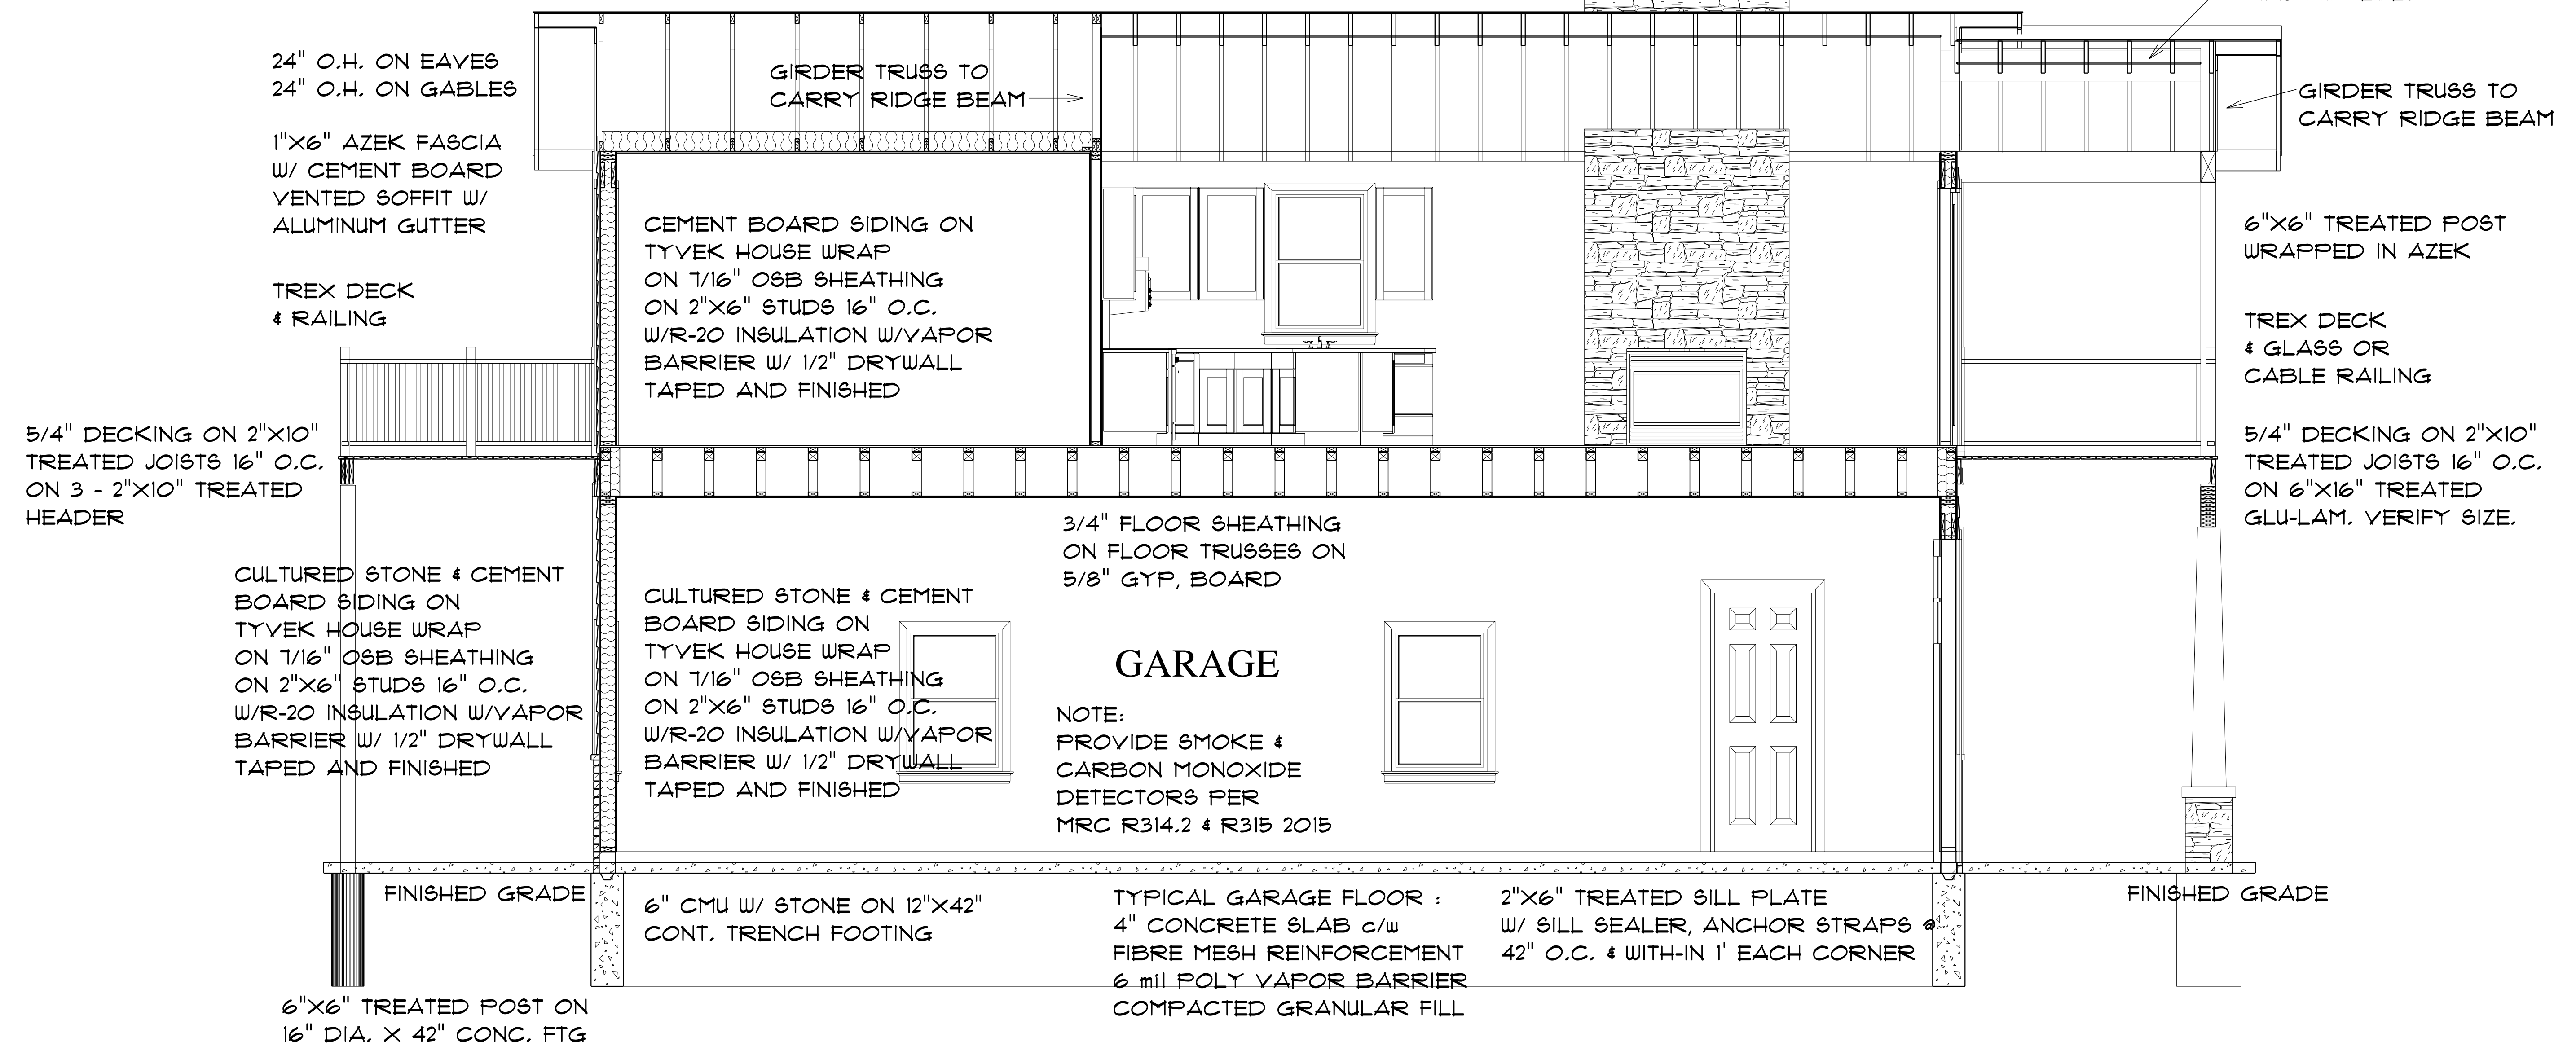 24" O.H. ON EAVES
24" O.H. ON GABLES
1"X6" AZEK FASCIA
W/ CEMENT BOARD
VENTED SOFFIT W/
ALUMINUM GUTTER
TREX DECK
& RAILING
5/4" DECKING ON 2"X10"
TREATED JOISTS 16" O.C.
ON 3 - 2"X10" TREATED
HEADER
CULTURED STONE & CEMENT
BOARD SIDING ON
TYVEK HOUSE WRAP
ON 7/16" OSB SHEATHING
ON 2"X6" STUDS 16" O.C.
W/R-20 INSULATION W/VAPOR
BARRIER W/ 1/2" DRYWALL
TAPED AND FINISHED
FINISHED GRADE
6"X6" TREATED POST ON
16" DIA. X 42" CONC. FTG
GIRDER TRUSS TO
CARRY RIDGE BEAM
CEMENT BOARD SIDING ON
TYVEK HOUSE WRAP
ON 7/16" OSB SHEATHING
ON 2"X6" STUDS 16" O.C.
W/R-20 INSULATION W/VAPOR
BARRIER W/ 1/2" DRYWALL
TAPED AND FINISHED
3/4" FLOOR SHEATHING
ON FLOOR TRUSSES ON
5/8" GYP, BOARD
CULTURED STONE & CEMENT
BOARD SIDING ON
TYVEK HOUSE WRAP
ON 7/16" OSB SHEATHING
ON 2"X6" STUDS 16" O.C.
W/R-20 INSULATION W/VAPOR
BARRIER W/ 1/2" DRYWALL
TAPED AND FINISHED
GARAGE
NOTE:
PROVIDE SMOKE &
CARBON MONOXIDE
DETECTORS PER
MRC R314.2 & R315 2015
6" CMU W/ STONE ON 12"X42"
CONT. TRENCH FOOTING
TYPICAL GARAGE FLOOR :
4" CONCRETE SLAB c/w
FIBRE MESH REINFORCEMENT
6 mil POLY VAPOR BARRIER
COMPACTED GRANULAR FILL
2"X6" TREATED SILL PLATE
W/ SILL SEALER, ANCHOR STRAPS @
42" O.C. & WITH-IN 1' EACH CORNER
GIRDER TRUSS TO
CARRY RIDGE BEAM
6"X6" TREATED POST
WRAPPED IN AZEK
TREX DECK
& GLASS OR
CABLE RAILING
5/4" DECKING ON 2"X10"
TREATED JOISTS 16" O.C.
ON 6"X16" TREATED
GLU-LAM. VERIFY SIZE.
FINISHED GRADE